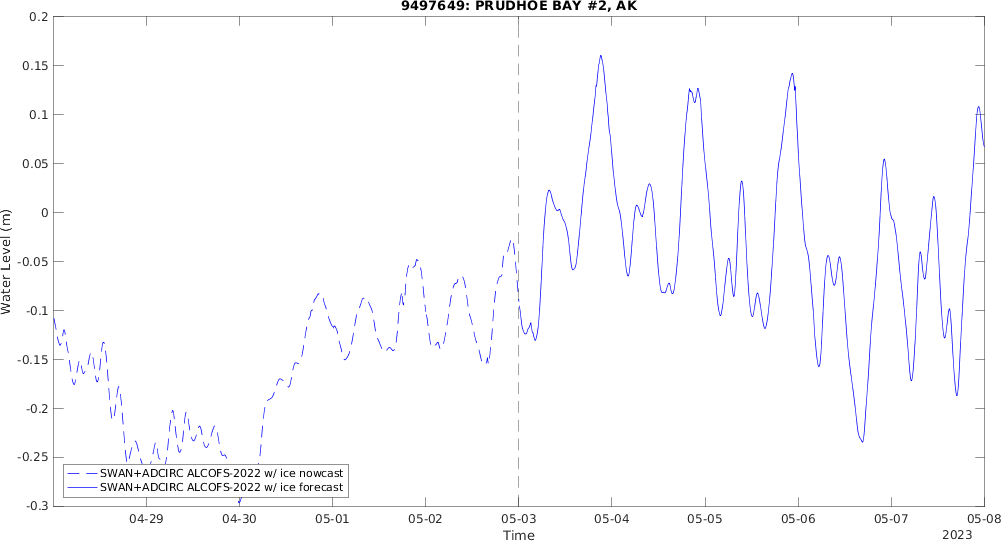 9497649: PRUDHOE BAY #2, AK
0.2
0.15
0.1
0.05
0
-0.05
-0.1
-0.15
-0.2
-0.25
-0.3
Water Level (m)
SWAN+ADCIRC ALCOFS-2022 w/ ice nowcast
SWAN+ADCIRC ALCOFS-2022 w/ ice forecast
04-29 04-30 05-01 05-02 05-03 05-04 05-05 05-06 05-07 05-08
Time
2023